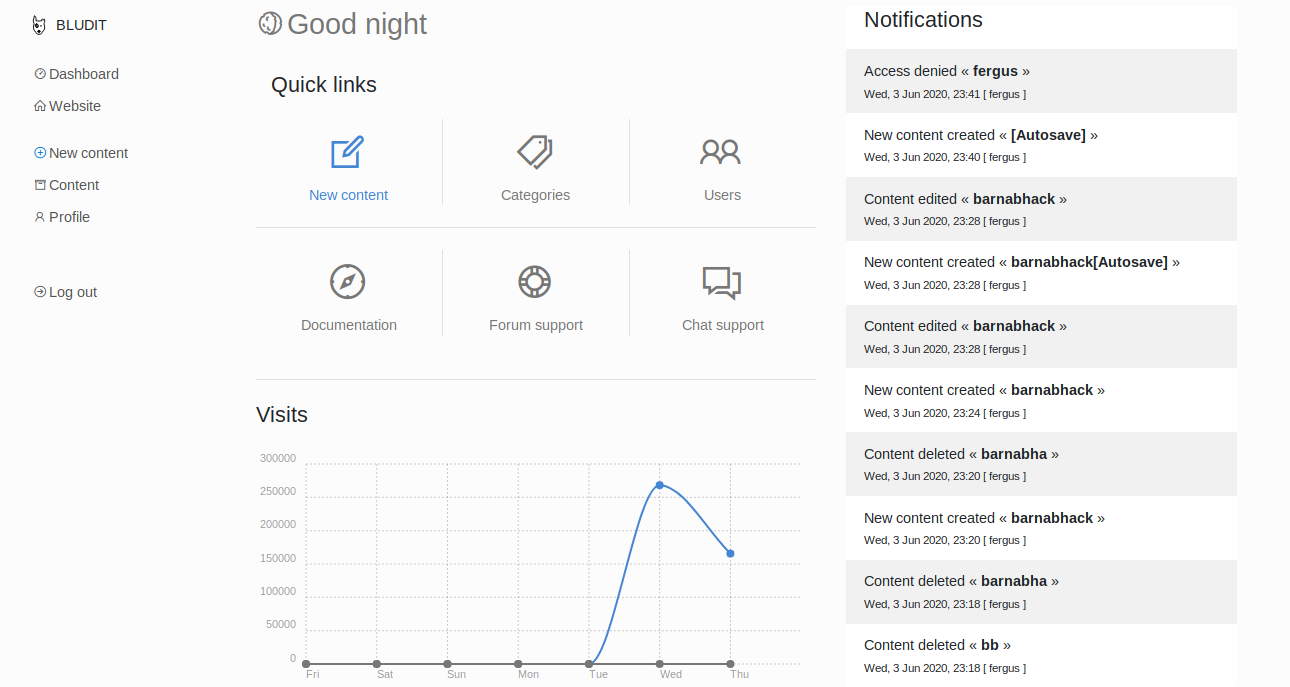 BLUDIT
Dashboard
Website
New content
Content
Profile
Log out
Good night
Quick links
New content
Categories
Users
Documentation
Forum support
Chat support
Visits
300000
250000
200000
150000
100000
50000
0
Fri Sat Sun Mon Tue Wed Thu
Notifications
Access denied « fergus »
Wed, 3 Jun 2020, 23:41 [ fergus ]
New content created « [Autosave] »
Wed, 3 Jun 2020, 23:40 [ fergus ]
Content edited « barnabhack »
Wed, 3 Jun 2020, 23:28 [ fergus ]
New content created « barnabhack[Autosave] »
Wed, 3 Jun 2020, 23:28 [ fergus ]
Content edited « barnabhack »
Wed, 3 Jun 2020, 23:28 [ fergus ]
New content created « barnabhack »
Wed, 3 Jun 2020, 23:24 [ fergus ]
Content deleted « barnabha »
Wed, 3 Jun 2020, 23:20 [ fergus ]
New content created « barnabhack »
Wed, 3 Jun 2020, 23:20 [ fergus ]
Content deleted « barnabha »
Wed, 3 Jun 2020, 23:18 [ fergus ]
Content deleted « bb »
Wed, 3 Jun 2020, 23:18 [ fergus ]